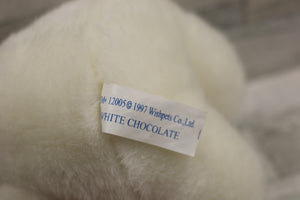 12005 © 1997 Wishpets Co., Ltd.
WHITE CHOCOLATE